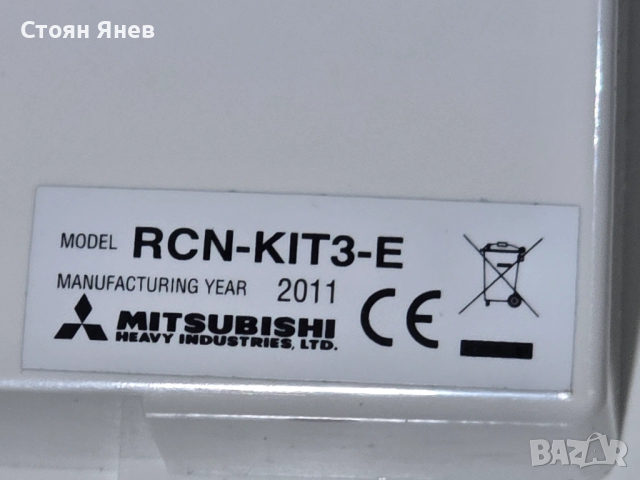 Стоян Янев
MODEL RCN-KIT3-E
MANUFACTURING YEAR 2011
MITSUBISHI
HEAVY INDUSTRIES, LTD.
CE
BAZAR